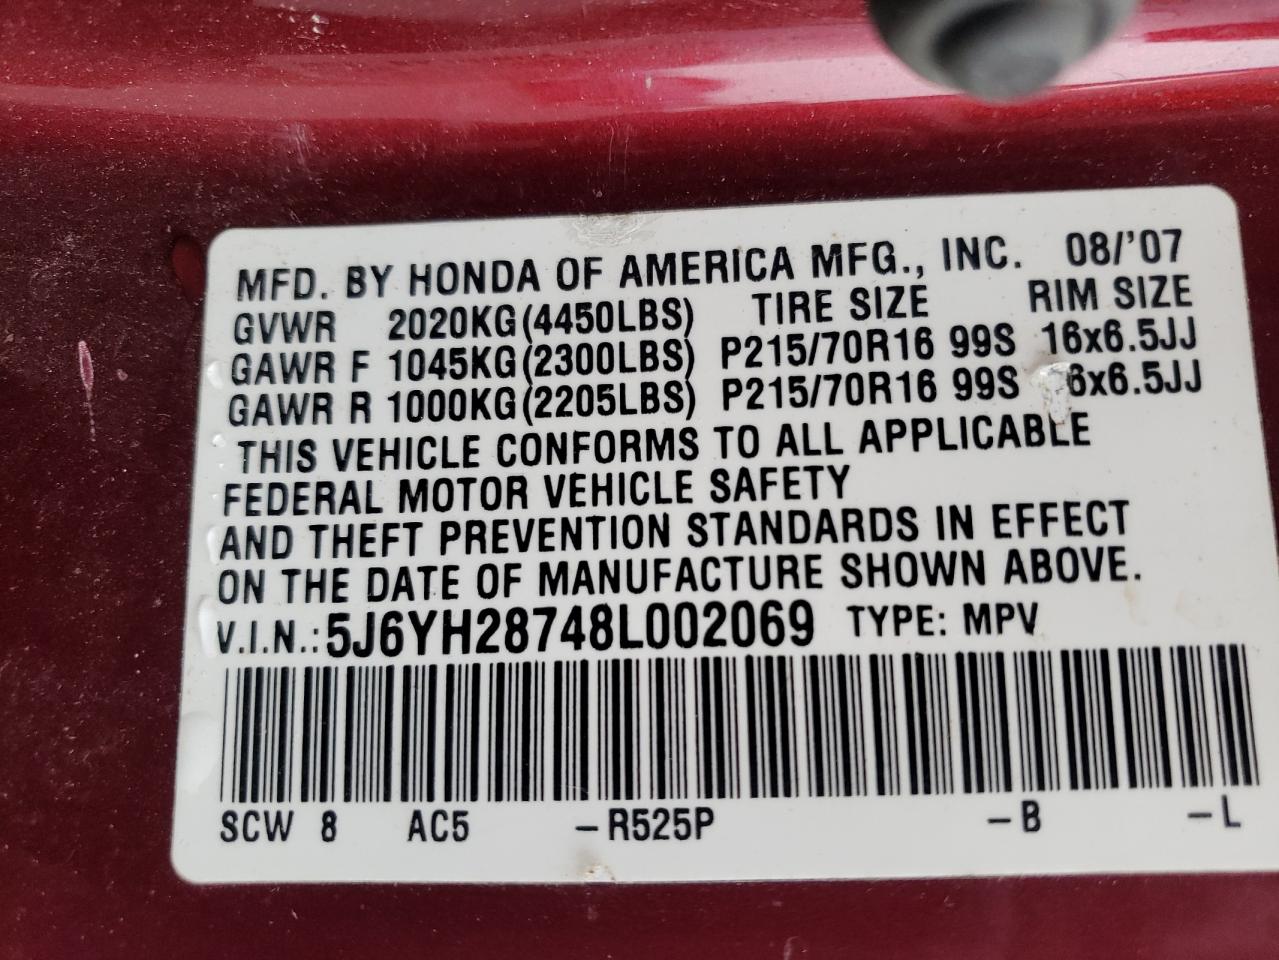 MFD. BY HONDA OF AMERICA MFG., INC. 08/'07
GVWR 2020KG(4450LBS) TIRE SIZE RIM SIZE
GAWR F 1045KG(2300LBS) P215/70R16 99S 16x6.5JJ
GAWR R 1000KG(2205LBS) P215/70R16 99S 6x6.5JJ
THIS VEHICLE CONFORMS TO ALL APPLICABLE
FEDERAL MOTOR VEHICLE SAFETY
AND THEFT PREVENTION STANDARDS IN EFFECT
ON THE DATE OF MANUFACTURE SHOWN ABOVE.
V.I.N.: 5J6YH28748L002069 TYPE: MPV
SCW 8 AC5 -R525P -B -L